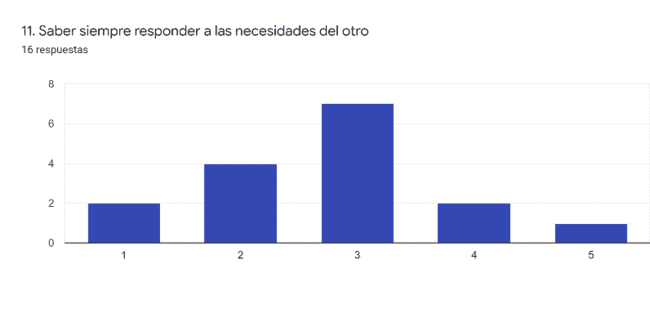 11. Saber siempre responder a las necesidades del otro
16 respuestas
8
6
4
2
0
1 2 3 4 5